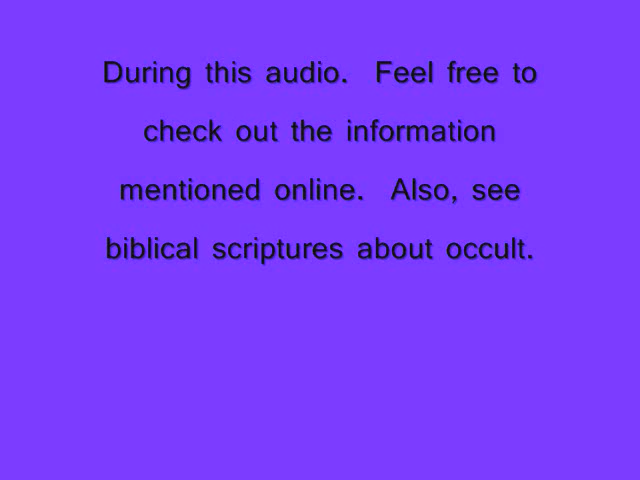 During this audio.  Feel free to
check out the information
mentioned online.  Also, see
biblical scriptures about occult.